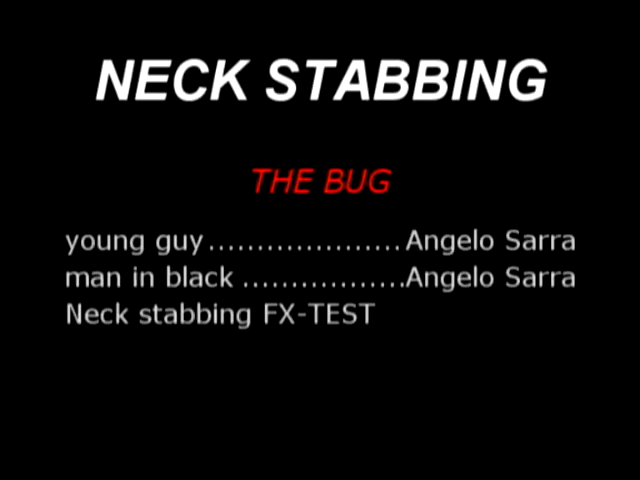 NECK STABBING
THE BUG
young guy....................Angelo Sarra
man in black .................Angelo Sarra
Neck stabbing FX-TEST